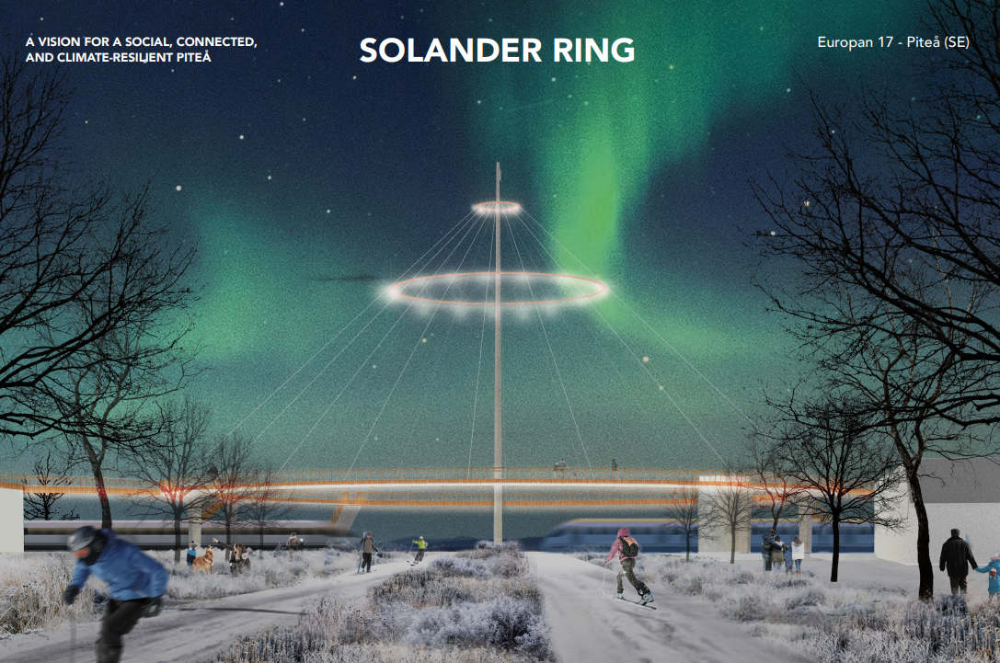 A VISION FOR A SOCIAL, CONNECTED,
AND CLIMATE-RESILIENT PITEÅ
SOLANDER RING
Europan 17 - Piteå (SE)